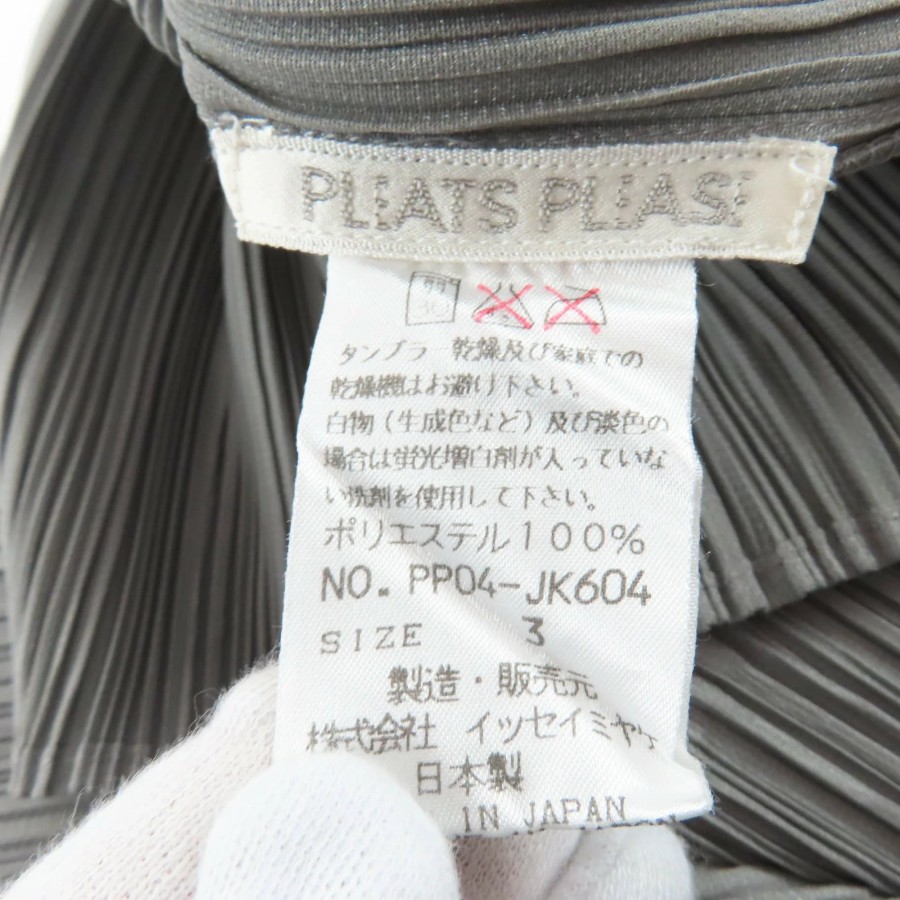 PLEATS PLEASE
弱
30
タンブラー乾燥及び家庭での
乾燥機はお避け下さい。
白物(生成色など)及び淡色の
場合は蛍光増白剤が入っていな
い洗剤を使用して下さい。
ポリエステル100%
NO. PP04-JK604
SIZE 3
製造・販売元
株式会社 イッセイミヤケ
日本製
IN JAPAN